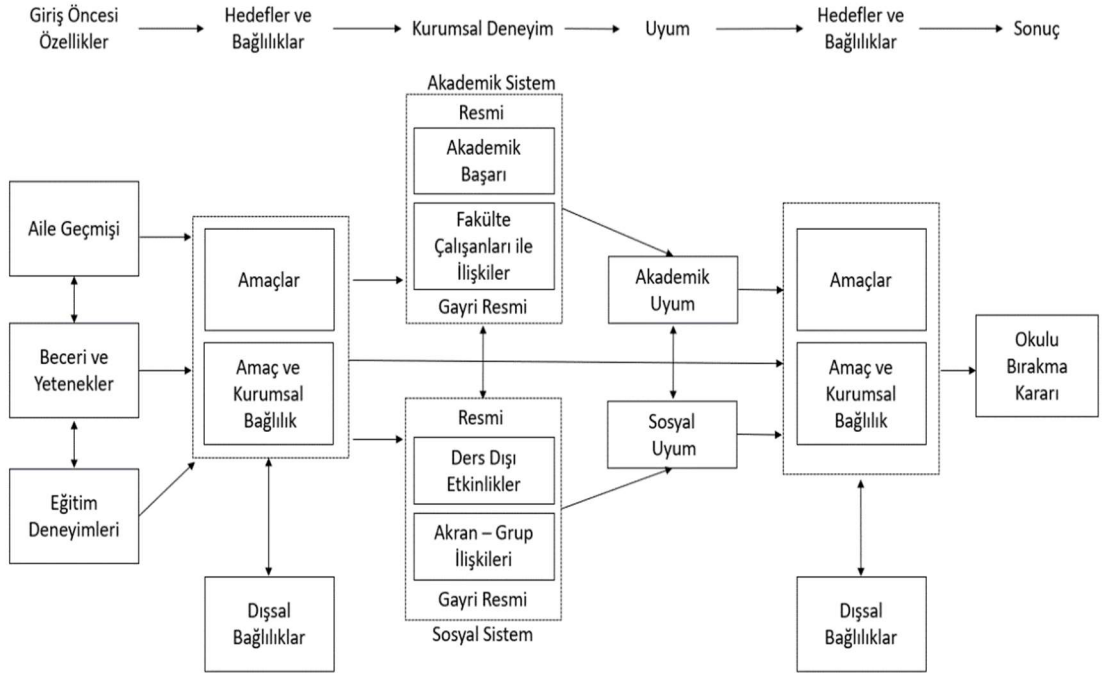 Giriş Öncesi
Özellikler
Hedefler ve
Bağlılıklar
Kurumsal Deneyim
Uyum
Hedefler ve
Bağlılıklar
Sonuç
Aile Geçmişi
Beceri ve
Yetenekler
Eğitim
Deneyimleri
Amaçlar
Amaç ve
Kurumsal
Bağlılık
Dışsal
Bağlılıklar
Akademik Sistem
Resmi
Akademik
Başarı
Fakülte
Çalışanları ile
İlişkiler
Gayri Resmi
Resmi
Ders Dışı
Etkinlikler
Akran – Grup
İlişkileri
Gayri Resmi
Sosyal Sistem
Akademik
Uyum
Sosyal
Uyum
Amaçlar
Amaç ve
Kurumsal
Bağlılık
Dışsal
Bağlılıklar
Okulu
Bırakma
Kararı